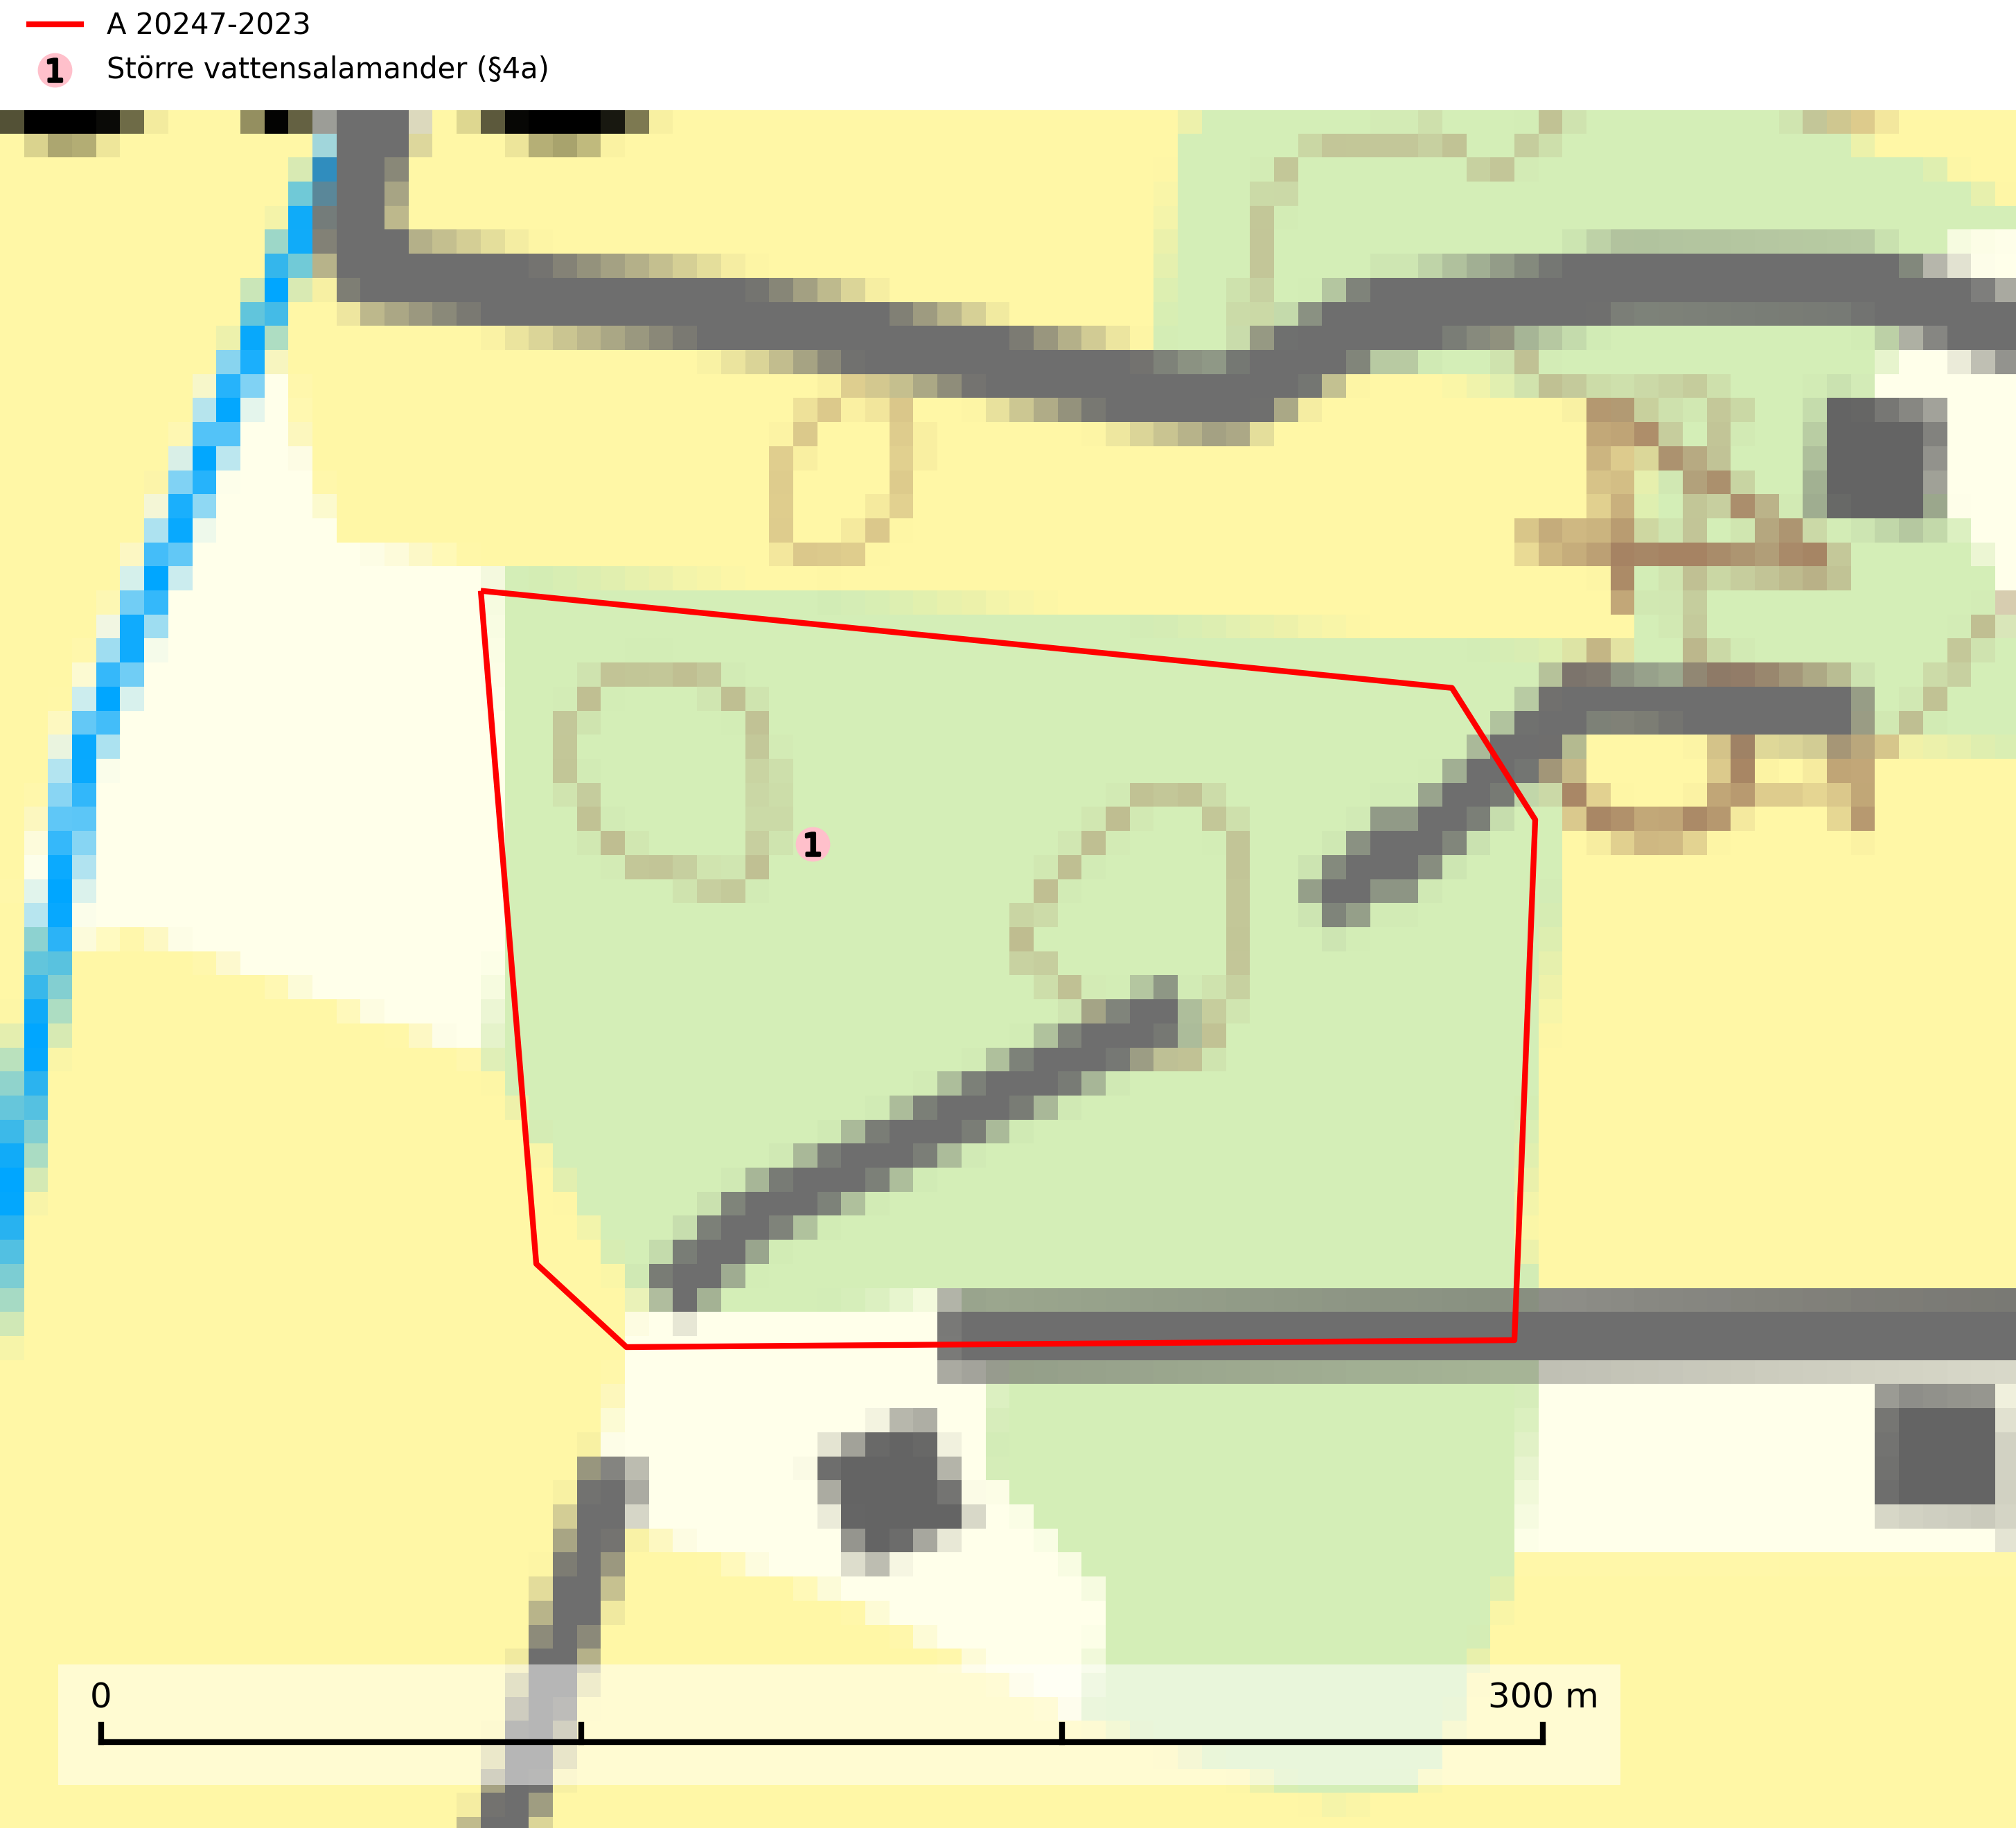 A 20247-2023
1 Större vattensalamander (§4a)
1
0 300 m